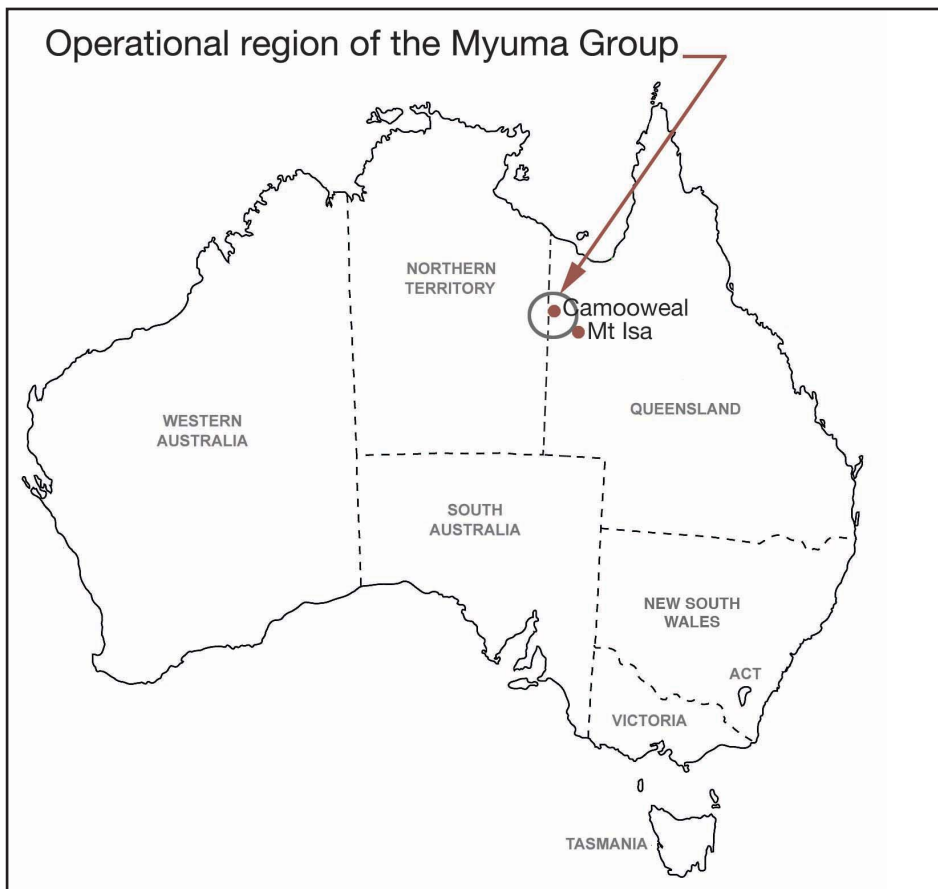 Operational region of the Myuma Group
NORTHERN
TERRITORY
Camooweal
Mt Isa
WESTERN
AUSTRALIA
QUEENSLAND
SOUTH
AUSTRALIA
NEW SOUTH
WALES
ACT
VICTORIA
TASMANIA